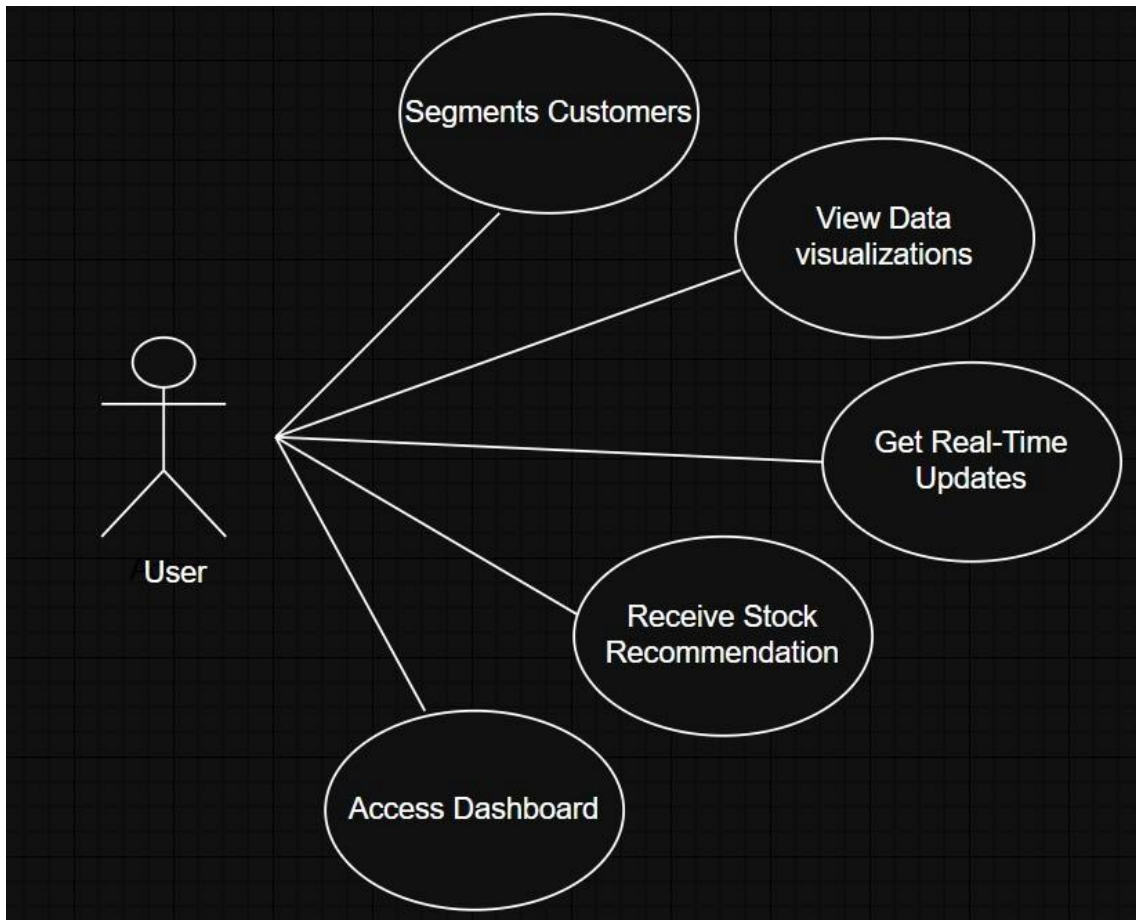 Segments Customers
View Data
visualizations
Get Real-Time
Updates
User
Receive Stock
Recommendation
Access Dashboard